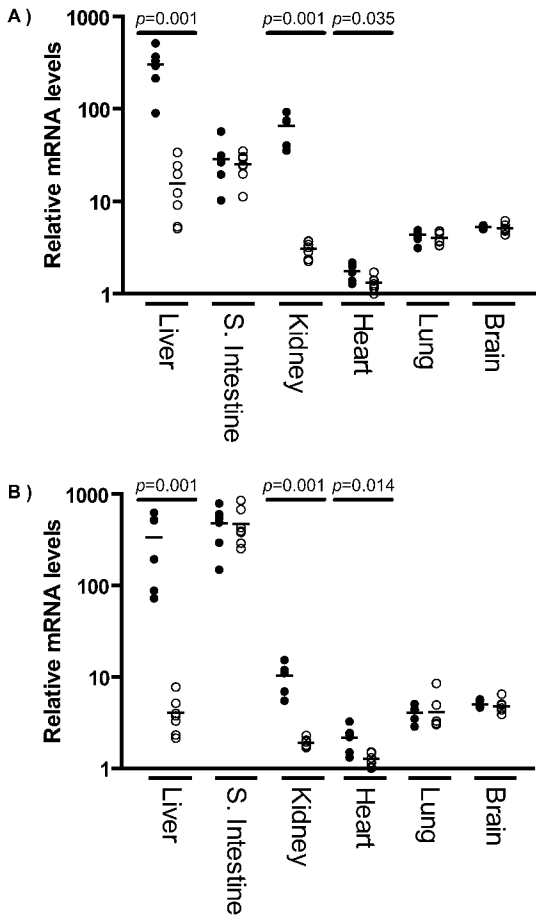 A )
p=0.001 p=0.001 p=0.035
1000
100
10
1
Relative mRNA levels
Liver
S. Intestine
Kidney
Heart
Lung
Brain
B )
p=0.001 p=0.001 p=0.014
1000
100
10
1
Relative mRNA levels
Liver
S. Intestine
Kidney
Heart
Lung
Brain